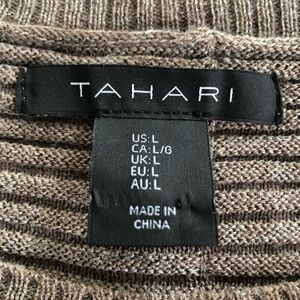 TAHARI
US:L
CA:L/G
UK:L
EU:L
AU:L
MADE IN
CHINA